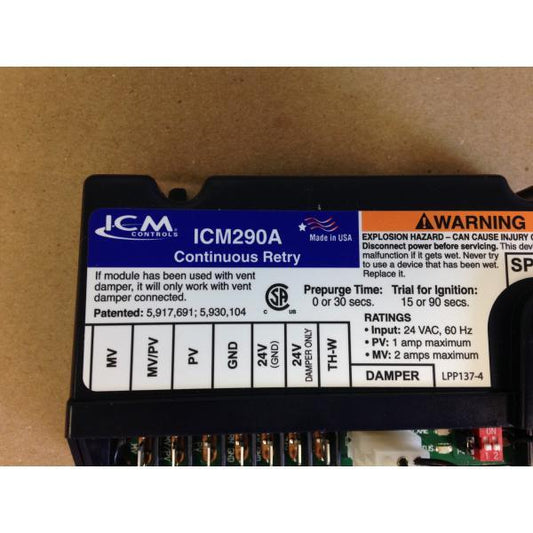 ICM
CONTROLS
ICM290A
Continuous Retry
Made in USA
WARNING
EXPLOSION HAZARD – CAN CAUSE INJURY
Disconnect power before servicing. This
malfunction if it gets wet. Never try
to use a device that has been wet.
Replace it.
SP
If module has been used with vent
damper, it will only work with vent
damper connected.
Patented: 5,917,691; 5,930,104
C US
Prepurge Time:
0 or 30 secs.
Trial for Ignition:
15 or 90 secs.
RATINGS
• Input: 24 VAC, 60 Hz
• PV: 1 amp maximum
• MV: 2 amps maximum
MV
MV/PV
PV
GND
24V
(GND)
24V
DAMPER ONLY
TH-W
DAMPER
LPP137-4
ON
1 2